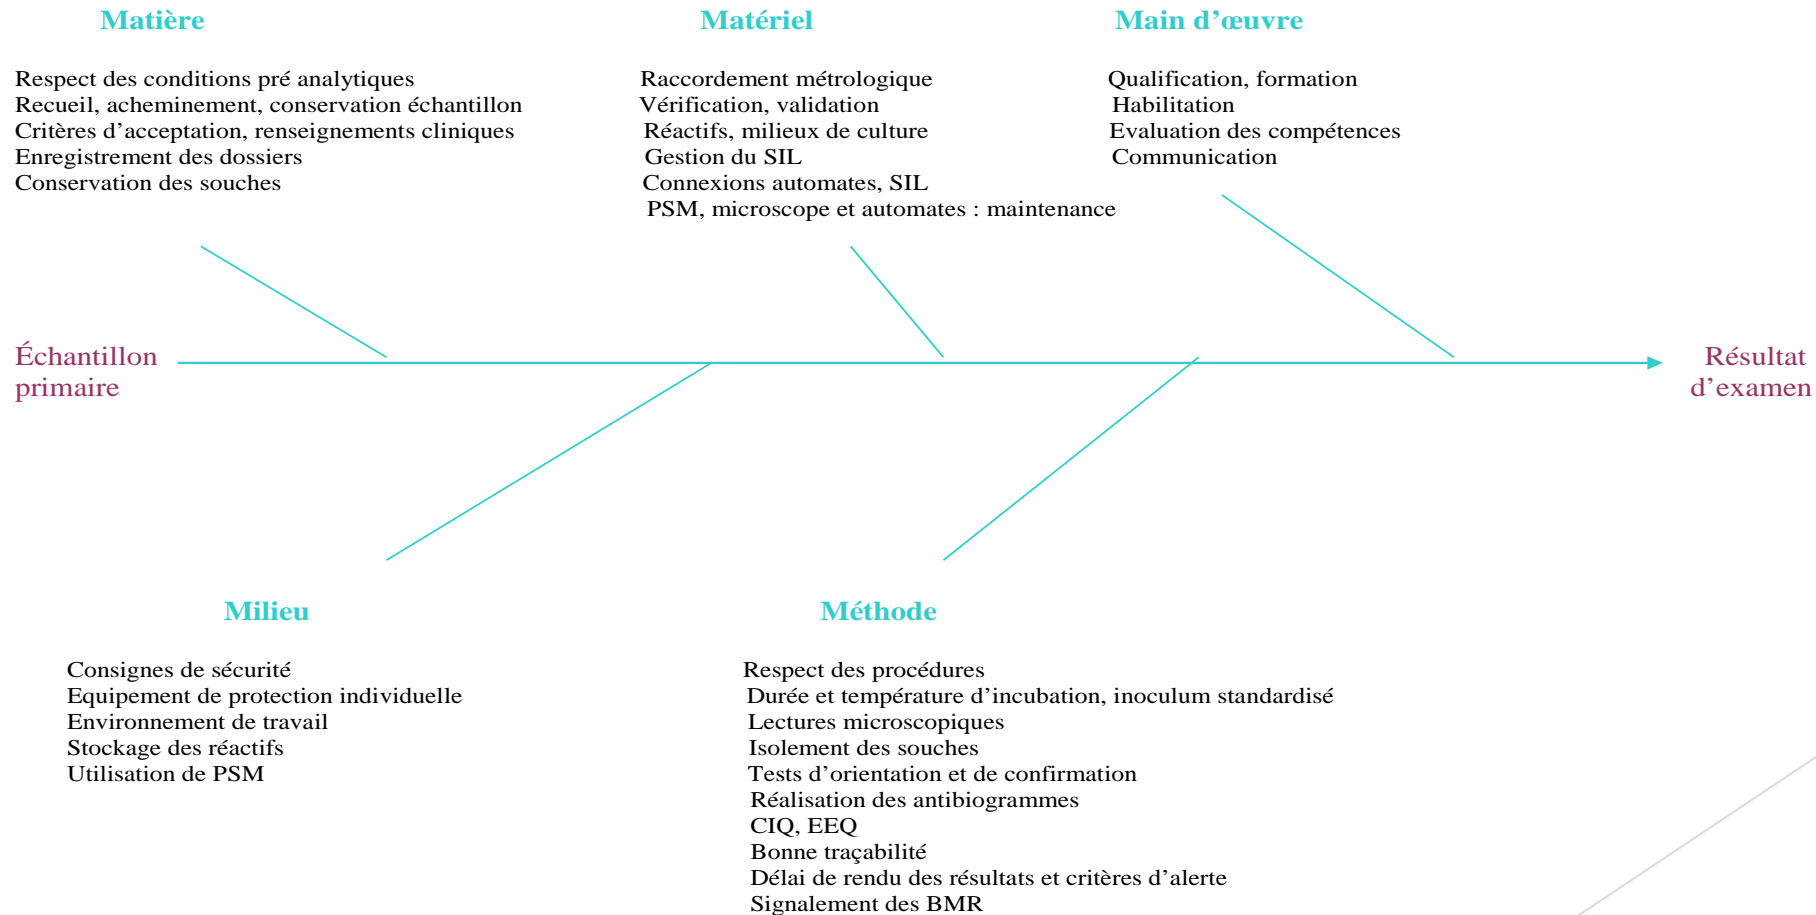 Matière
Respect des conditions pré analytiques
Recueil, acheminement, conservation échantillon
Critères d’acceptation, renseignements cliniques
Enregistrement des dossiers
Conservation des souches
Matériel
Raccordement métrologique
Vérification, validation
Réactifs, milieux de culture
Gestion du SIL
Connexions automates, SIL
PSM, microscope et automates : maintenance
Main d’œuvre
Qualification, formation
Habilitation
Evaluation des compétences
Communication
Échantillon
primaire
Résultat
d’examen
Milieu
Consignes de sécurité
Equipement de protection individuelle
Environnement de travail
Stockage des réactifs
Utilisation de PSM
Méthode
Respect des procédures
Durée et température d’incubation, inoculum standardisé
Lectures microscopiques
Isolement des souches
Tests d’orientation et de confirmation
Réalisation des antibiogrammes
CIQ, EEQ
Bonne traçabilité
Délai de rendu des résultats et critères d’alerte
Signalement des BMR